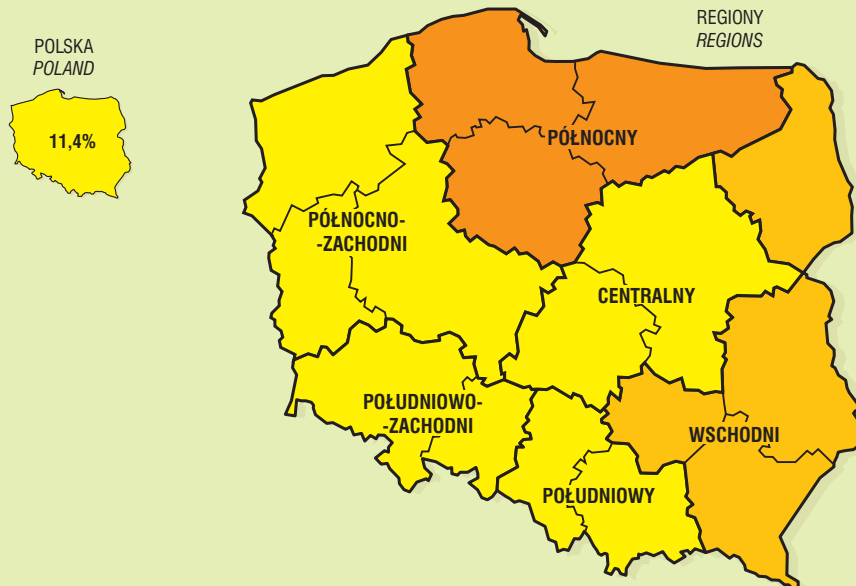 POLSKA
POLAND
11,4%
REGIONY
REGIONS
PÓŁNOCNY
PÓŁNOCNO-
-ZACHODNI
CENTRALNY
POŁUDNIOWO-
-ZACHODNI
WSCHODNI
POŁUDNIOWY